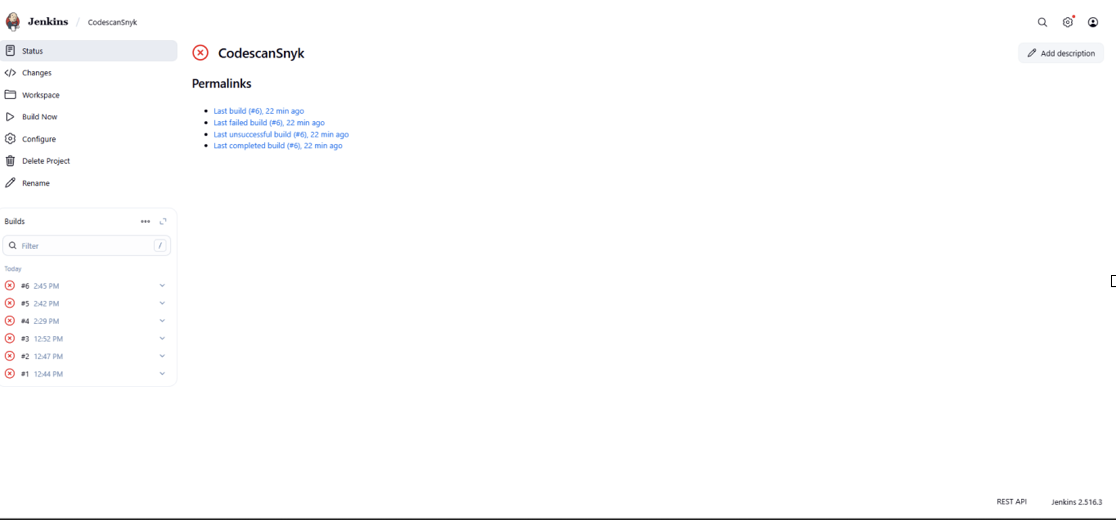 Jenkins / CodescanSnyk
Status
Changes
Workspace
Build Now
Configure
Delete Project
Rename
Builds
Filter /
Today
#6 2:45 PM
#5 2:42 PM
#4 2:29 PM
#3 12:52 PM
#2 12:47 PM
#1 12:44 PM
CodescanSnyk
Add description
Permalinks
Last build (#6), 22 min ago
Last failed build (#6), 22 min ago
Last unsuccessful build (#6), 22 min ago
Last completed build (#6), 22 min ago
REST API Jenkins 2.516.3